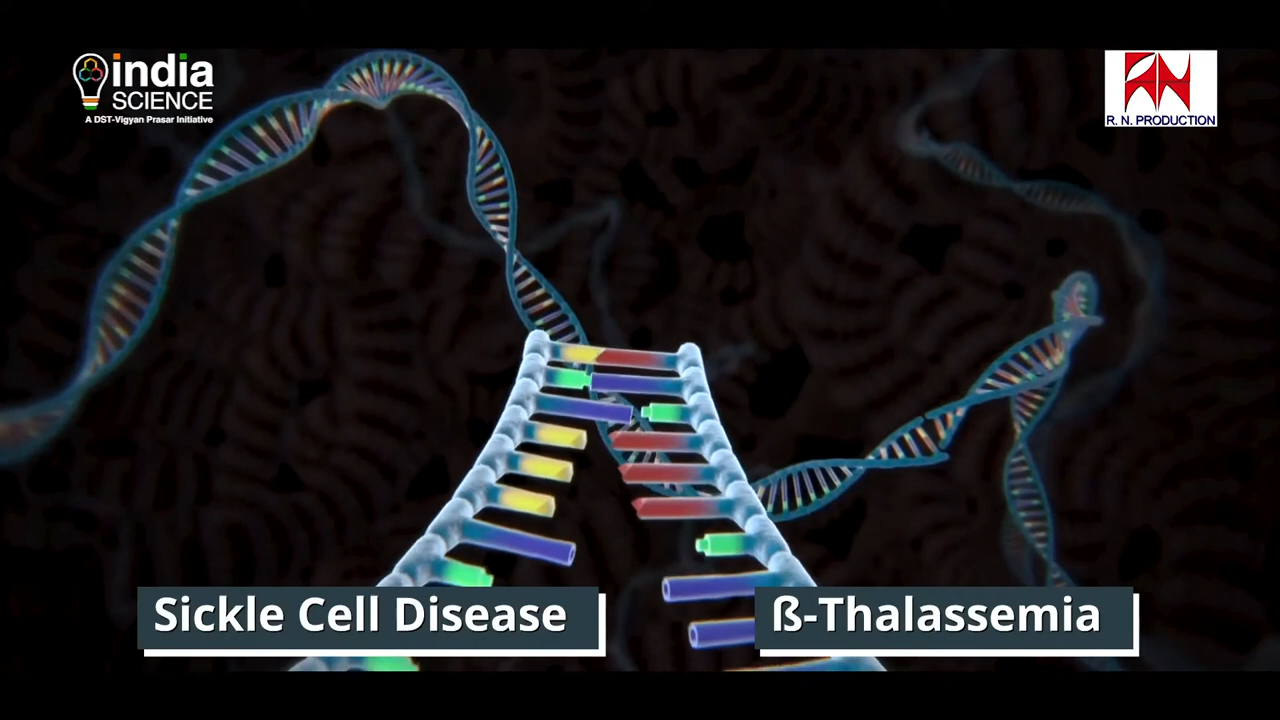 india
SCIENCE
A DST-Vigyan Prasar Initiative
R. N. PRODUCTION
Sickle Cell Disease
ß-Thalassemia